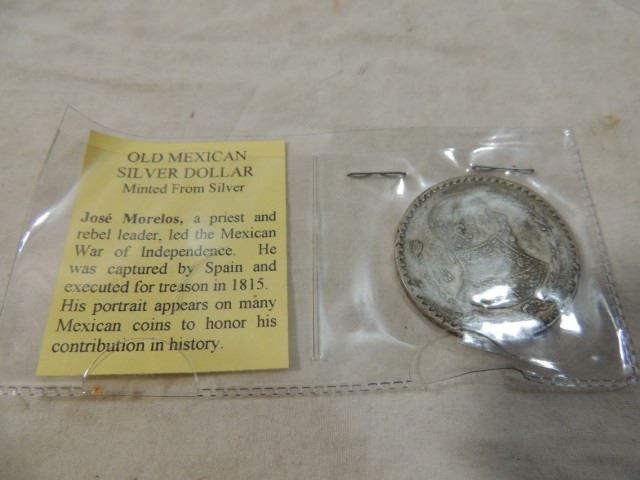 OLD MEXICAN
SILVER DOLLAR
Minted From Silver
José Morelos, a priest and
rebel leader, led the Mexican
War of Independence. He
was captured by Spain and
executed for treason in 1815.
His portrait appears on many
Mexican coins to honor his
contribution in history.